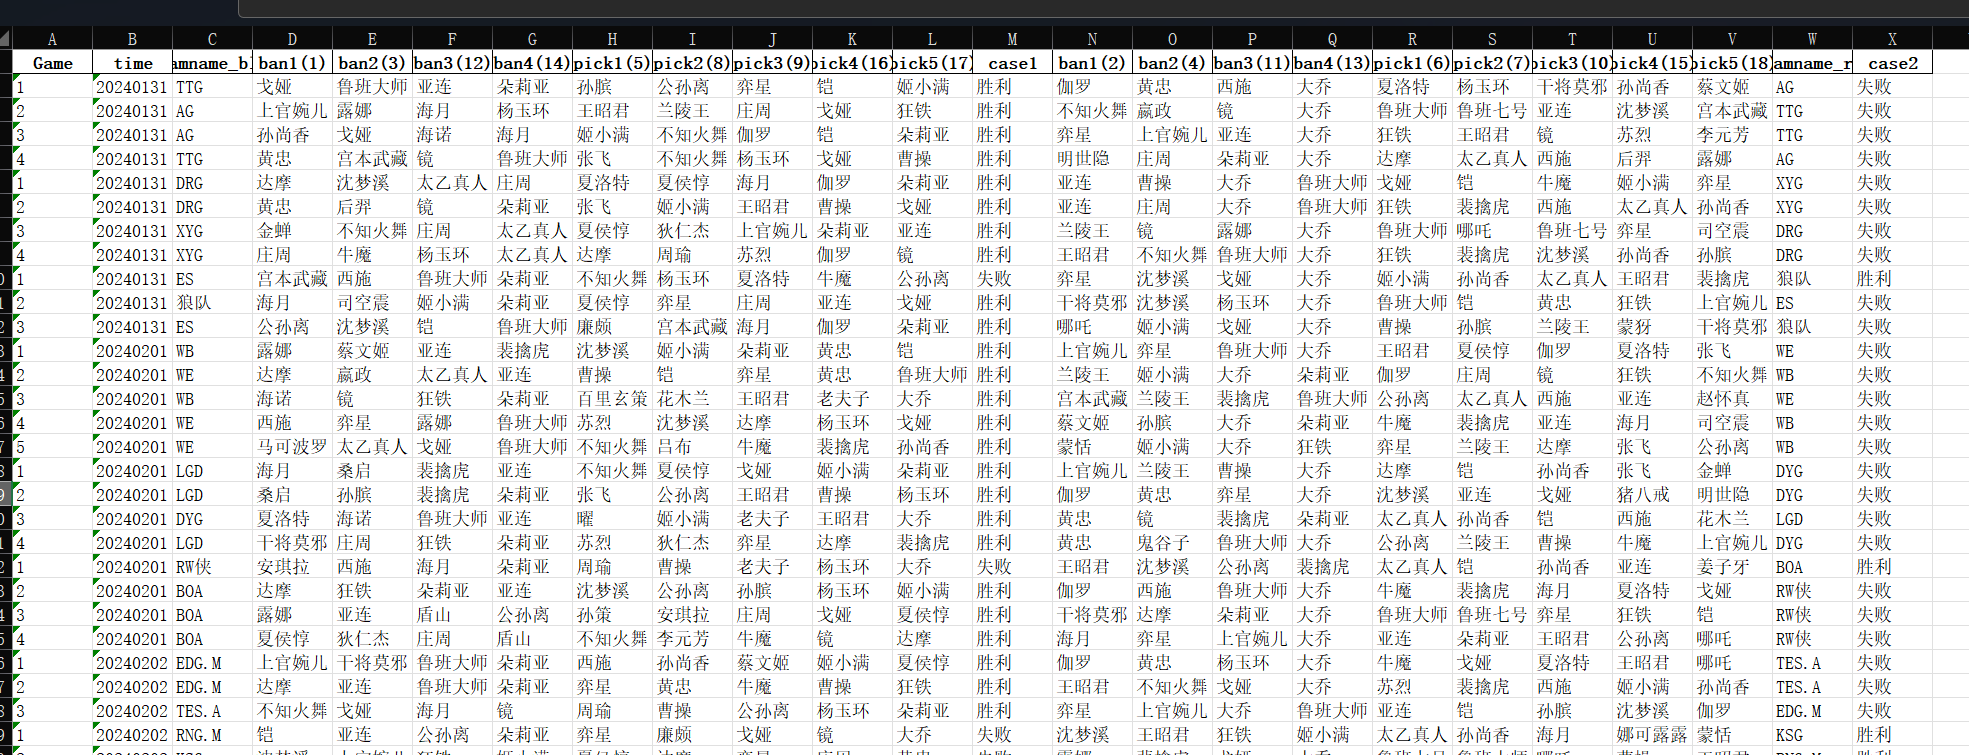 A B C D E F G H I J K L M N O P Q R S T U V W X
Game time amname_b ban1(1) ban2(3) ban3(12) ban4(14) pick1(5) pick2(8) pick3(9) pick4(16) pick5(17) case1 ban1(2) ban2(4) ban3(11) ban4(13) pick1(6) pick2(7) pick3(10) pick4(15) pick5(18) amname_r case2
1 20240131 TTG 戈娅 鲁班大师 亚连 朵莉亚 孙膑 公孙离 弈星 铠 姬小满 胜利 伽罗 黄忠 西施 大乔 夏洛特 杨玉环 干将莫邪 孙尚香 蔡文姬 AG 失败
2 20240131 AG 上官婉儿 露娜 海月 杨玉环 王昭君 兰陵王 庄周 戈娅 狂铁 胜利 不知火舞 嬴政 镜 大乔 鲁班大师 鲁班七号 亚连 沈梦溪 宫本武藏 TTG 失败
3 20240131 AG 孙尚香 戈娅 海诺 海月 姬小满 不知火舞 伽罗 铠 朵莉亚 胜利 弈星 上官婉儿 亚连 大乔 狂铁 王昭君 镜 苏烈 李元芳 TTG 失败
4 20240131 TTG 黄忠 宫本武藏 镜 鲁班大师 张飞 不知火舞 杨玉环 戈娅 曹操 胜利 明世隐 庄周 朵莉亚 大乔 达摩 太乙真人 西施 后羿 露娜 AG 失败
1 20240131 DRG 达摩 沈梦溪 太乙真人 庄周 夏洛特 夏侯惇 海月 伽罗 朵莉亚 胜利 亚连 曹操 大乔 鲁班大师 戈娅 铠 牛魔 姬小满 弈星 XYG 失败
2 20240131 DRG 黄忠 后羿 镜 朵莉亚 张飞 姬小满 王昭君 曹操 戈娅 胜利 亚连 庄周 大乔 鲁班大师 狂铁 裴擒虎 西施 太乙真人 孙尚香 XYG 失败
3 20240131 XYG 金蝉 不知火舞 庄周 太乙真人 夏侯惇 狄仁杰 上官婉儿 朵莉亚 亚连 胜利 兰陵王 镜 露娜 大乔 鲁班大师 哪吒 鲁班七号 弈星 司空震 DRG 失败
4 20240131 XYG 庄周 牛魔 杨玉环 太乙真人 达摩 周瑜 苏烈 伽罗 镜 胜利 王昭君 不知火舞 鲁班大师 大乔 狂铁 裴擒虎 沈梦溪 孙尚香 孙膑 DRG 失败
0 1 20240131 ES 宫本武藏 西施 鲁班大师 朵莉亚 不知火舞 杨玉环 夏洛特 牛魔 公孙离 失败 弈星 沈梦溪 戈娅 大乔 姬小满 孙尚香 太乙真人 王昭君 裴擒虎 狼队 胜利
1 2 20240131 狼队 海月 司空震 姬小满 朵莉亚 夏侯惇 弈星 庄周 亚连 戈娅 胜利 干将莫邪 沈梦溪 杨玉环 大乔 鲁班大师 铠 黄忠 狂铁 上官婉儿 ES 失败
2 3 20240131 ES 公孙离 沈梦溪 铠 鲁班大师 廉颇 宫本武藏 海月 伽罗 朵莉亚 胜利 哪吒 姬小满 戈娅 大乔 曹操 孙膑 兰陵王 蒙犽 干将莫邪 狼队 失败
3 1 20240201 WB 露娜 蔡文姬 亚连 裴擒虎 沈梦溪 姬小满 朵莉亚 黄忠 铠 胜利 上官婉儿 弈星 鲁班大师 大乔 王昭君 夏侯惇 伽罗 夏洛特 张飞 WE 失败
4 2 20240201 WE 达摩 嬴政 太乙真人 亚连 曹操 铠 弈星 黄忠 鲁班大师 胜利 兰陵王 姬小满 大乔 朵莉亚 伽罗 庄周 镜 狂铁 不知火舞 WB 失败
5 3 20240201 WB 海诺 镜 狂铁 朵莉亚 百里玄策 花木兰 王昭君 老夫子 大乔 胜利 宫本武藏 兰陵王 裴擒虎 鲁班大师 公孙离 太乙真人 西施 亚连 赵怀真 WE 失败
6 4 20240201 WE 西施 弈星 露娜 鲁班大师 苏烈 沈梦溪 达摩 杨玉环 戈娅 胜利 蔡文姬 孙膑 大乔 朵莉亚 牛魔 裴擒虎 亚连 海月 司空震 WB 失败
7 5 20240201 WE 马可波罗 太乙真人 戈娅 鲁班大师 不知火舞 吕布 牛魔 裴擒虎 孙尚香 胜利 蒙恬 姬小满 大乔 狂铁 弈星 兰陵王 达摩 张飞 公孙离 WB 失败
8 1 20240201 LGD 海月 桑启 裴擒虎 亚连 不知火舞 夏侯惇 戈娅 姬小满 朵莉亚 胜利 上官婉儿 兰陵王 曹操 大乔 达摩 铠 孙尚香 张飞 金蝉 DYG 失败
9 2 20240201 LGD 桑启 孙膑 裴擒虎 朵莉亚 张飞 公孙离 王昭君 曹操 杨玉环 胜利 伽罗 黄忠 弈星 大乔 沈梦溪 亚连 戈娅 猪八戒 明世隐 DYG 失败
0 3 20240201 DYG 夏洛特 海诺 鲁班大师 亚连 曜 姬小满 老夫子 王昭君 大乔 胜利 黄忠 镜 裴擒虎 朵莉亚 太乙真人 孙尚香 铠 西施 花木兰 LGD 失败
1 4 20240201 LGD 干将莫邪 庄周 狂铁 朵莉亚 苏烈 狄仁杰 弈星 达摩 裴擒虎 胜利 黄忠 鬼谷子 鲁班大师 大乔 公孙离 兰陵王 曹操 牛魔 上官婉儿 DYG 失败
2 1 20240201 RW侠 安琪拉 西施 海月 朵莉亚 周瑜 曹操 老夫子 杨玉环 大乔 失败 王昭君 沈梦溪 公孙离 裴擒虎 太乙真人 铠 孙尚香 亚连 姜子牙 BOA 胜利
3 2 20240201 BOA 达摩 狂铁 朵莉亚 亚连 沈梦溪 公孙离 孙膑 杨玉环 姬小满 胜利 伽罗 西施 鲁班大师 大乔 牛魔 裴擒虎 海月 夏洛特 戈娅 RW侠 失败
4 3 20240201 BOA 露娜 亚连 盾山 公孙离 孙策 安琪拉 庄周 戈娅 夏侯惇 胜利 干将莫邪 达摩 朵莉亚 大乔 鲁班大师 鲁班七号 弈星 狂铁 铠 RW侠 失败
5 4 20240201 BOA 夏侯惇 狄仁杰 庄周 盾山 不知火舞 李元芳 牛魔 镜 达摩 胜利 海月 弈星 上官婉儿 大乔 亚连 朵莉亚 王昭君 公孙离 哪吒 RW侠 失败
6 1 20240202 EDG.M 上官婉儿 干将莫邪 鲁班大师 朵莉亚 西施 孙尚香 蔡文姬 姬小满 夏侯惇 胜利 伽罗 黄忠 杨玉环 大乔 牛魔 戈娅 夏洛特 王昭君 哪吒 TES.A 失败
7 2 20240202 EDG.M 达摩 亚连 鲁班大师 朵莉亚 弈星 黄忠 牛魔 曹操 狂铁 胜利 王昭君 不知火舞 戈娅 大乔 苏烈 裴擒虎 西施 姬小满 孙尚香 TES.A 失败
8 3 20240202 TES.A 不知火舞 戈娅 海月 镜 周瑜 曹操 公孙离 杨玉环 朵莉亚 胜利 弈星 上官婉儿 大乔 鲁班大师 亚连 铠 孙膑 沈梦溪 伽罗 EDG.M 失败
9 1 20240202 RNG.M 铠 亚连 公孙离 朵莉亚 弈星 廉颇 戈娅 镜 大乔 失败 沈梦溪 王昭君 狂铁 姬小满 太乙真人 孙尚香 海月 娜可露露 蒙恬 KSG 胜利